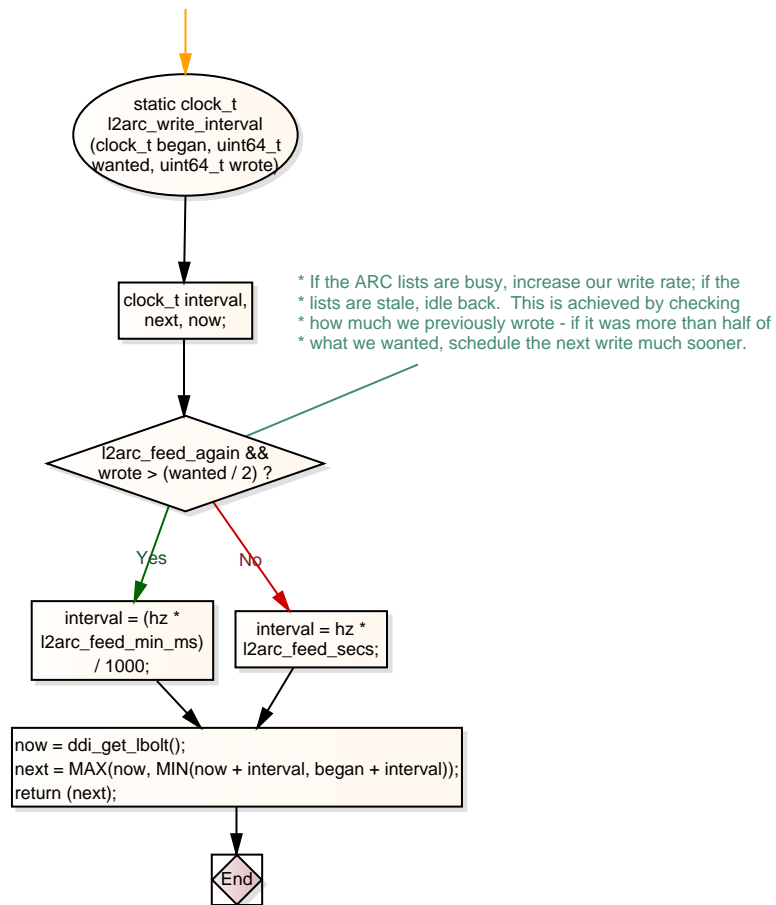 static clock_t
l2arc_write_interval
(clock_t began, uint64_t
wanted, uint64_t wrote)
clock_t interval,
next, now;
* If the ARC lists are busy, increase our write rate; if the
* lists are stale, idle back.  This is achieved by checking
* how much we previously wrote - if it was more than half of
* what we wanted, schedule the next write much sooner.
l2arc_feed_again &&
wrote > (wanted / 2) ?
Yes
No
interval = (hz *
l2arc_feed_min_ms)
/ 1000;
interval = hz *
l2arc_feed_secs;
now = ddi_get_lbolt();
next = MAX(now, MIN(now + interval, began + interval));
return (next);
End